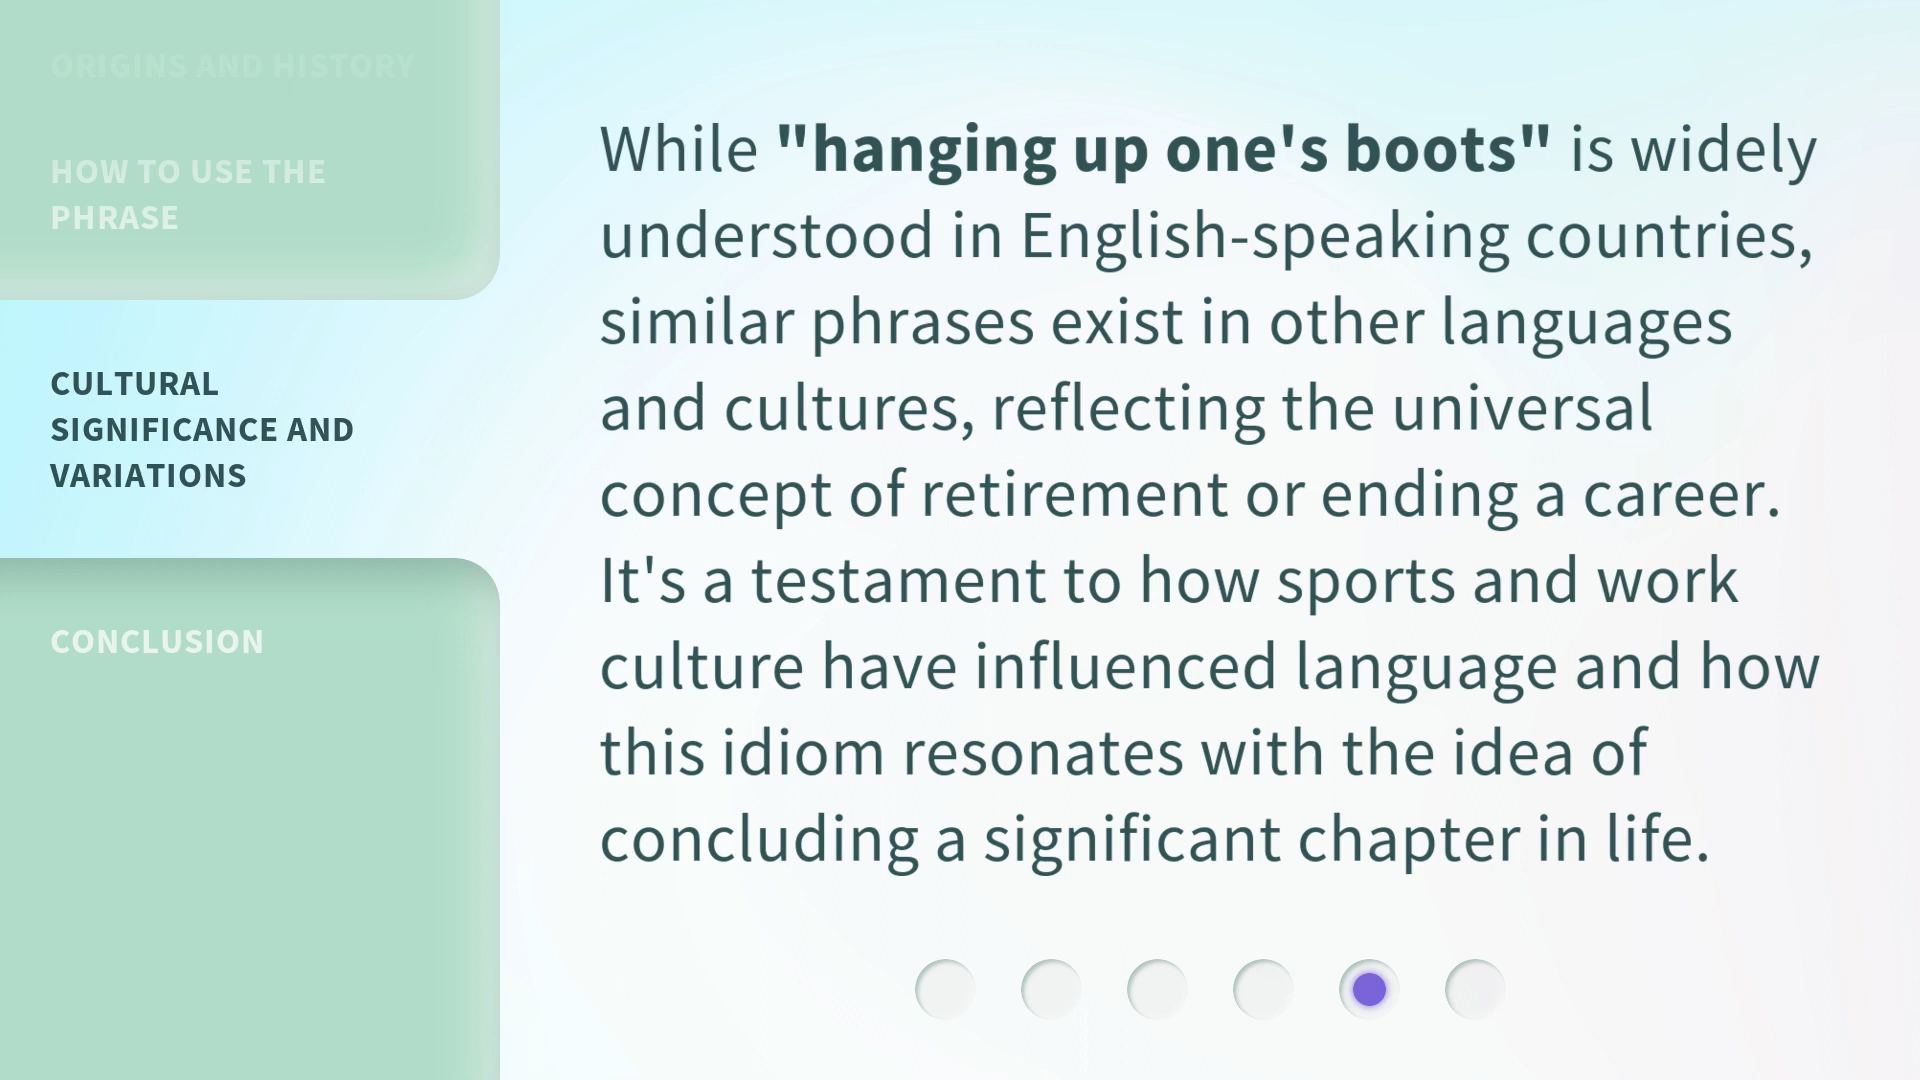 ORIGINS AND HISTORY
HOW TO USE THE
PHRASE
CULTURAL
SIGNIFICANCE AND
VARIATIONS
CONCLUSION
While "hanging up one's boots" is widely
understood in English-speaking countries,
similar phrases exist in other languages
and cultures, reflecting the universal
concept of retirement or ending a career.
It's a testament to how sports and work
culture have influenced language and how
this idiom resonates with the idea of
concluding a significant chapter in life.